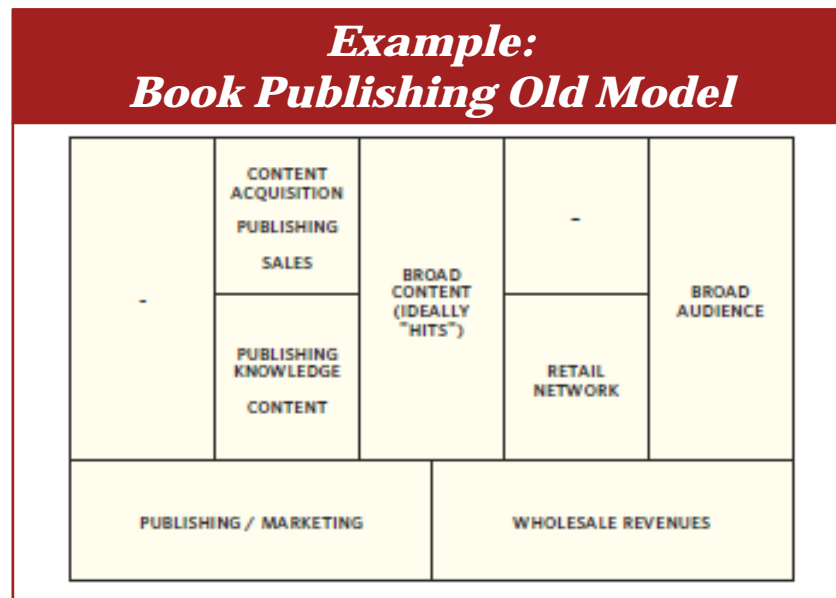 Example:
Book Publishing Old Model
-
CONTENT
ACQUISITION
PUBLISHING
SALES
PUBLISHING
KNOWLEDGE
CONTENT
BROAD
CONTENT
(IDEALLY
"HITS")
-
RETAIL
NETWORK
BROAD
AUDIENCE
PUBLISHING / MARKETING
WHOLESALE REVENUES